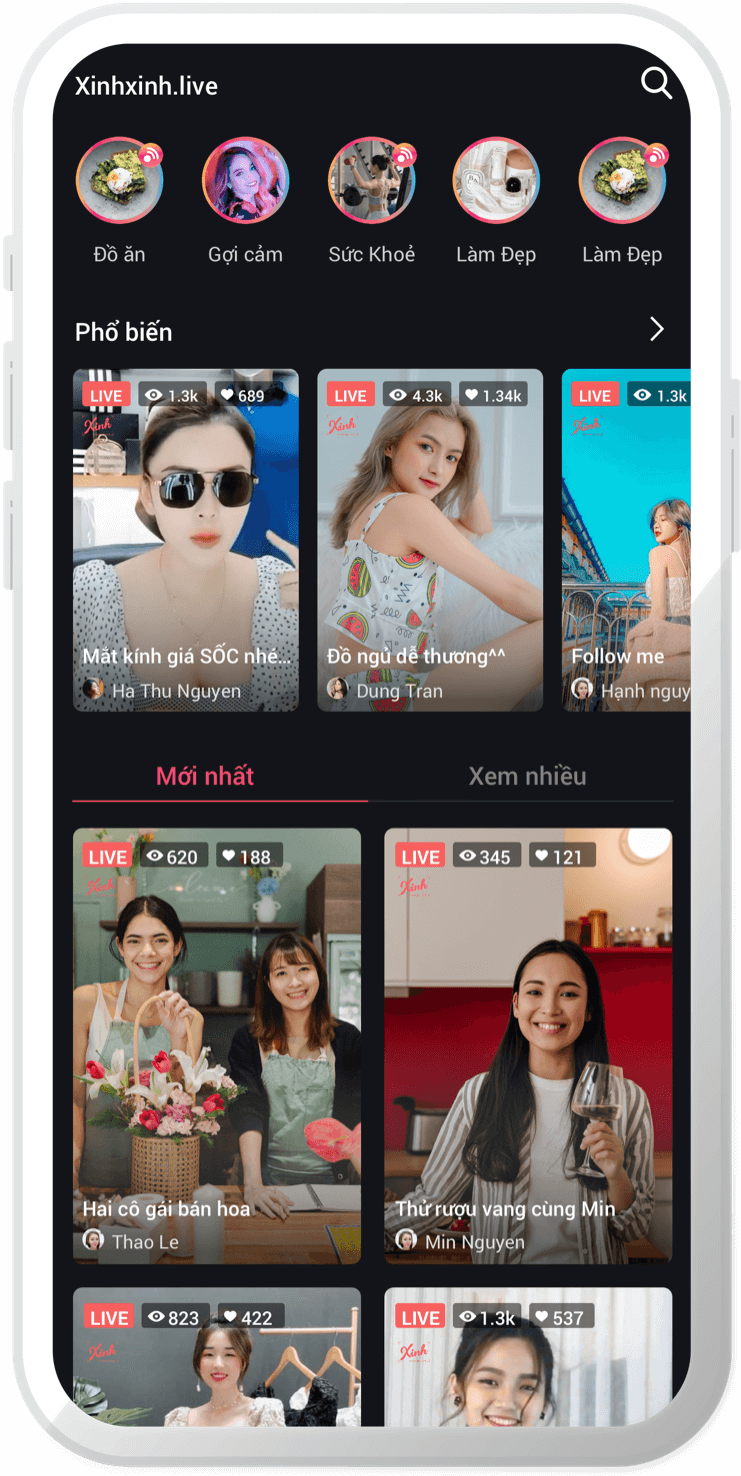 Xinhxinh.live
Đồ ăn
Gợi cảm
Sức Khoẻ
Làm Đẹp
Làm Đẹp
Phổ biến
LIVE 1.3k 689
Xinh
Mắt kính giá SỐC nhé...
Ha Thu Nguyen
LIVE 4.3k 1.34k
Xinh
Đồ ngủ dễ thương^^
Dung Tran
LIVE 1.3k
Xinh
Follow me
Hạnh nguy
Mới nhất
Xem nhiều
LIVE 620 188
Xinh
Hai cô gái bán hoa
Thao Le
LIVE 345 121
Xinh
Thử rượu vang cùng Min
Min Nguyen
LIVE 823 422
Xinh
LIVE 1.3k 537
Xinh